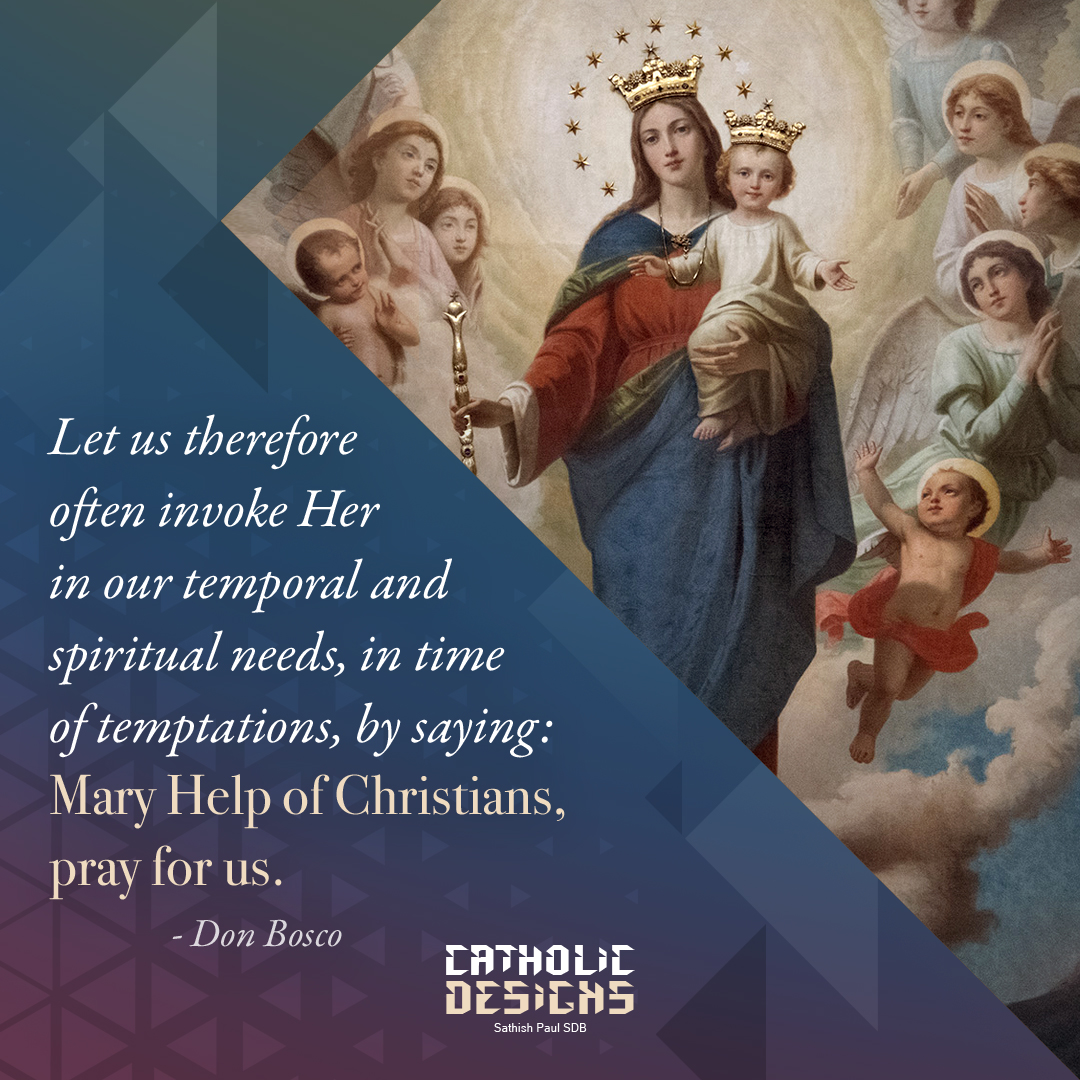 Let us therefore
often invoke Her
in our temporal and
spiritual needs, in time
of temptations, by saying:
Mary Help of Christians,
pray for us.
- Don Bosco
CATHOLIC
DESIGNS
Sathish Paul SDB